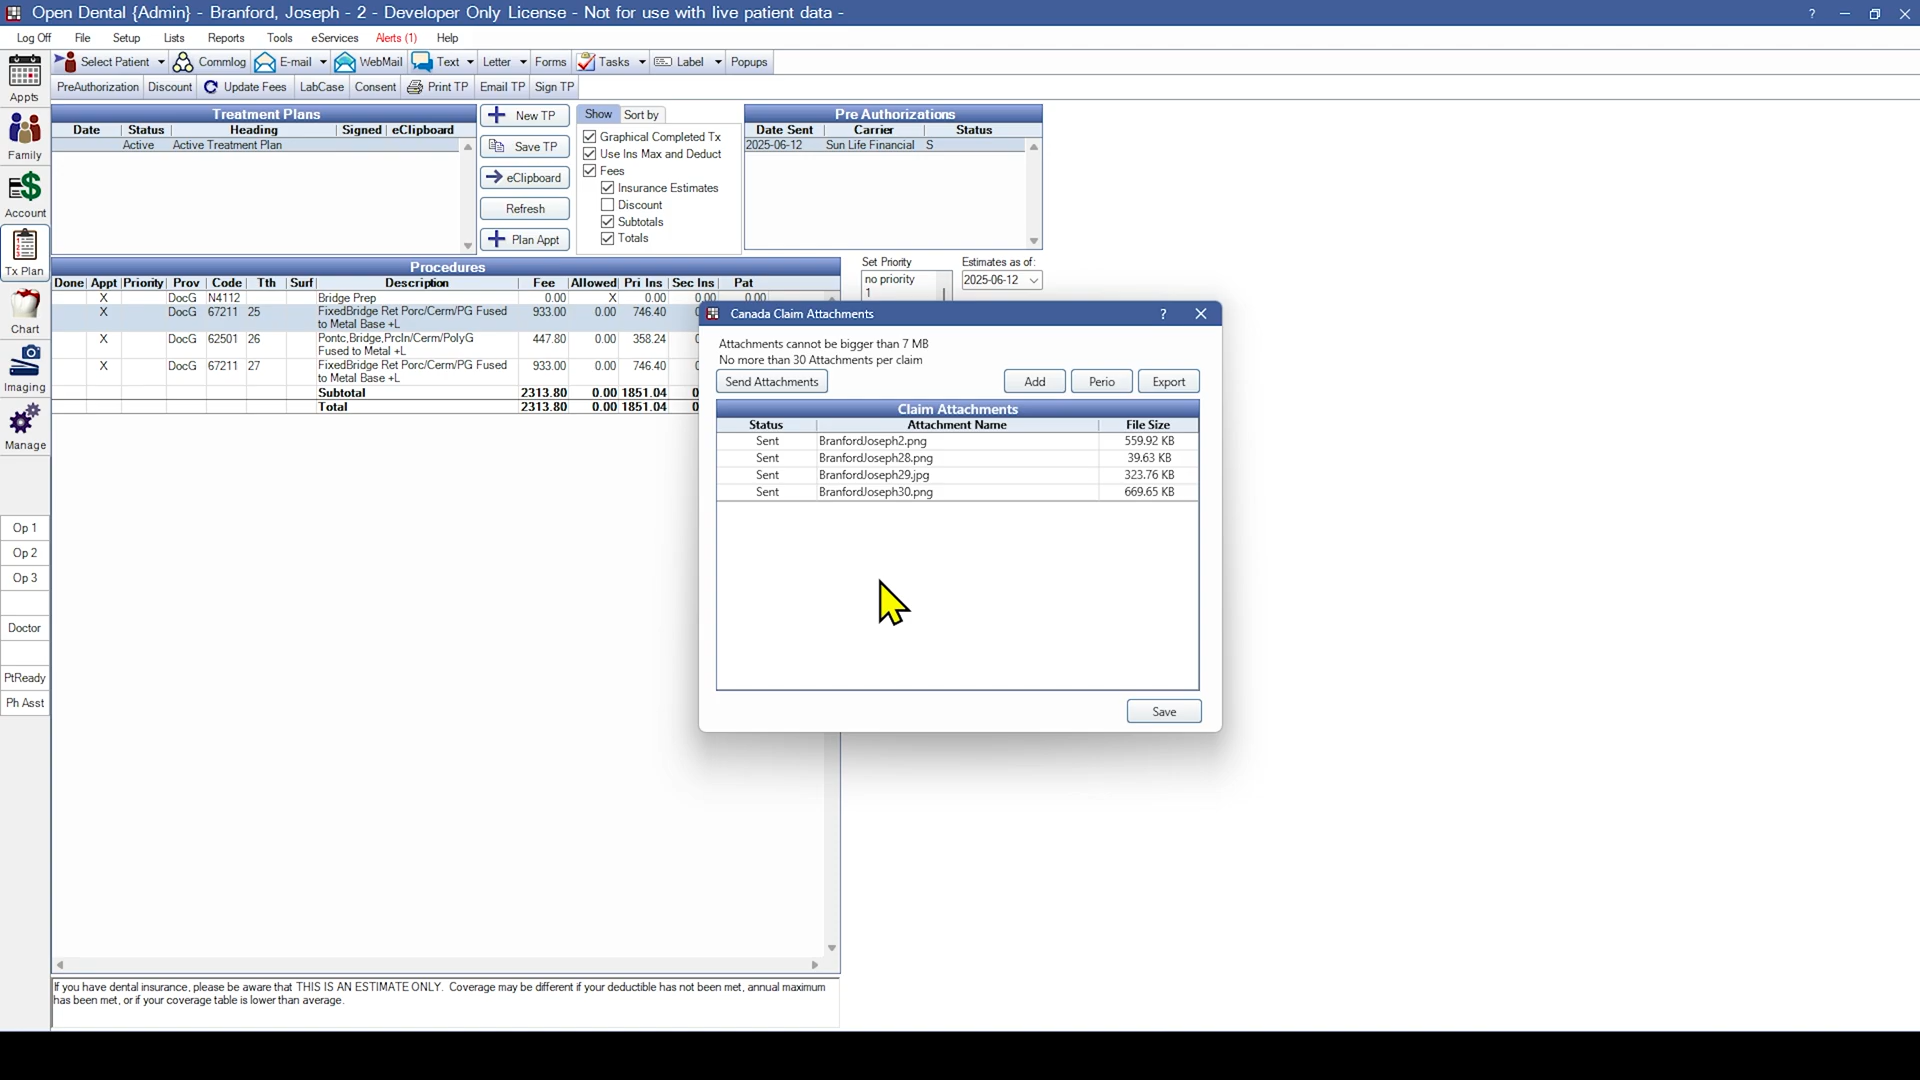 Open Dental {Admin} - Branford, Joseph - 2 - Developer Only License - Not for use with live patient data -
?
Log Off File Setup Lists Reports Tools eServices Alerts (1) Help
Select Patient Commlog E-mail WebMail Text Letter Forms Tasks Label Popups
PreAuthorization Discount Update Fees LabCase Consent Print TP Email TP Sign TP
Appts
Family
Account
Tx Plan
Chart
Imaging
Manage
Op 1
Op 2
Op 3
Doctor
PtReady
Ph Asst
Treatment Plans
Date Status Heading Signed eClipboard
Active Active Treatment Plan
New TP
Save TP
eClipboard
Refresh
Plan Appt
Show Sort by
Graphical Completed Tx
Use Ins Max and Deduct
Fees
Insurance Estimates
Discount
Subtotals
Totals
Pre Authorizations
Date Sent Carrier Status
2025-06-12 Sun Life Financial S
Procedures
Done Appt Priority Prov Code Tth Surf Description Fee Allowed Pri Ins Sec Ins Pat
X DocG N4112 Bridge Prep 0.00 X 0.00 0.00 0.00
X DocG 67211 25 FixedBridge Ret Porc/Cerm/PG Fused 933.00 0.00 746.40
to Metal Base +L
X DocG 62501 26 Pontc,Bridge,PrcIn/Cerm/PolyG 447.80 0.00 358.24
Fused to Metal +L
X DocG 67211 27 FixedBridge Ret Porc/Cerm/PG Fused 933.00 0.00 746.40
to Metal Base +L
Subtotal 2313.80 0.00 1851.04
Total 2313.80 0.00 1851.04
Set Priority
no priority
1
Estimates as of:
2025-06-12
Canada Claim Attachments ?
Attachments cannot be bigger than 7 MB
No more than 30 Attachments per claim
Send Attachments Add Perio Export
Claim Attachments
Status Attachment Name File Size
Sent BranfordJoseph2.png 559.92 KB
Sent BranfordJoseph28.png 39.63 KB
Sent BranfordJoseph29.jpg 323.76 KB
Sent BranfordJoseph30.png 669.65 KB
Save
If you have dental insurance, please be aware that THIS IS AN ESTIMATE ONLY. Coverage may be different if your deductible has not been met, annual maximum
has been met, or if your coverage table is lower than average.